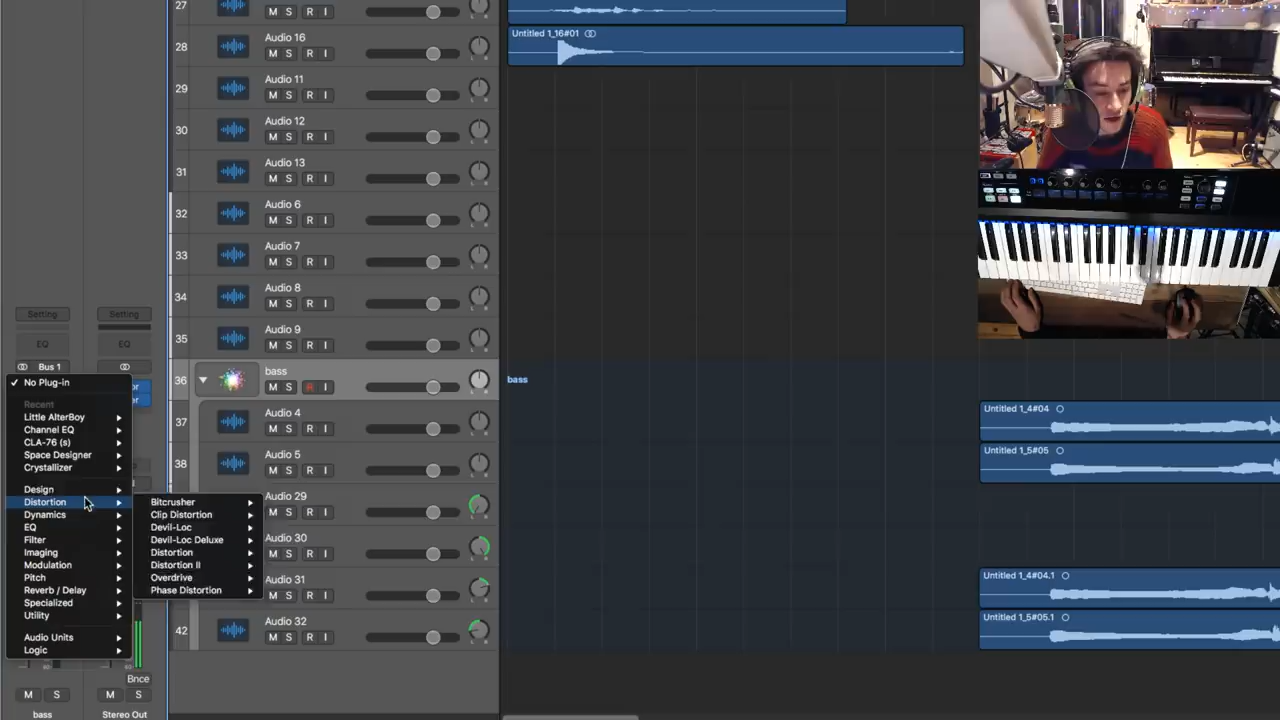 27
M S R I
Untitled 1_16#01
28
Audio 16
M S R I
29
Audio 11
M S R I
30
Audio 12
M S R I
31
Audio 13
M S R I
32
Audio 6
M S R I
33
Audio 7
M S R I
34
Audio 8
M S R I
35
Audio 9
M S R I
36
bass
M S R I
bass
37
Audio 4
M S R I
Untitled 1_4#04
38
Audio 5
M S R I
Untitled 1_5#05
Audio 29
M S R I
Audio 30
M S R I
Audio 31
M S R I
Untitled 1_4#04.1
42
Audio 32
M S R I
Untitled 1_5#05.1
Setting
Setting
EQ
EQ
Bus 1
✓ No Plug-in
Recent
Little AlterBoy
Channel EQ
CLA-76 (s)
Space Designer
Crystallizer
Design
Distortion
Dynamics
EQ
Filter
Imaging
Modulation
Pitch
Reverb / Delay
Specialized
Utility
Audio Units
Logic
Bitcrusher
Clip Distortion
Devil-Loc
Devil-Loc Deluxe
Distortion
Distortion II
Overdrive
Phase Distortion
Bnce
M S
M S
bass
Stereo Out